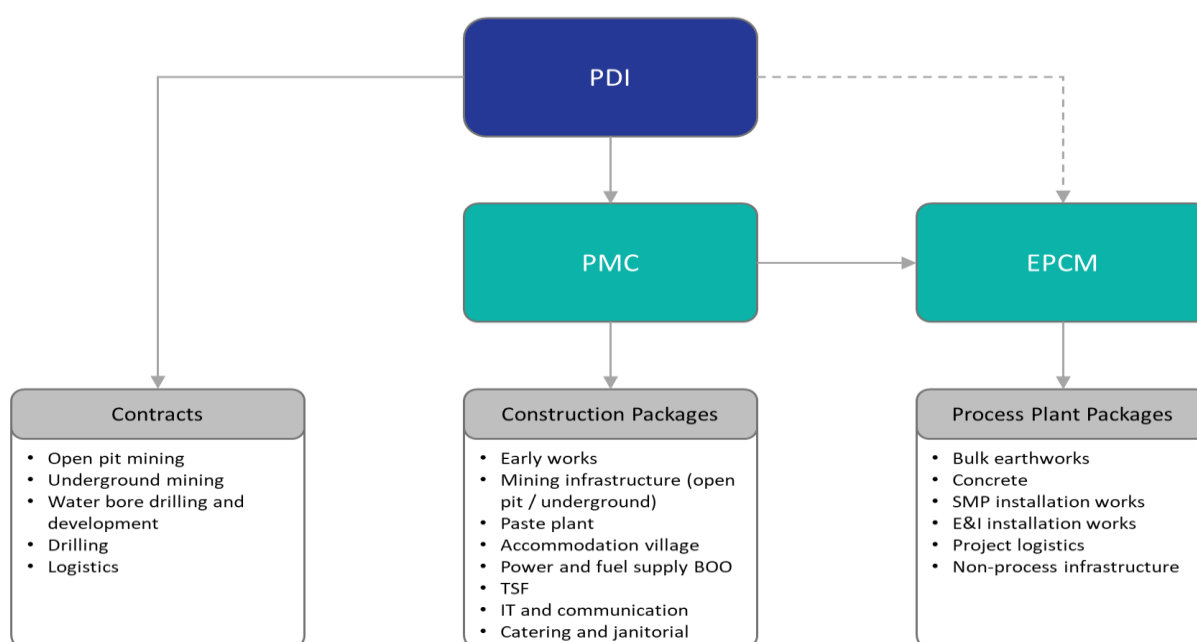 PDI
PMC
EPCM
Contracts
• Open pit mining
• Underground mining
• Water bore drilling and
development
• Drilling
• Logistics
Construction Packages
• Early works
• Mining infrastructure (open
pit / underground)
• Paste plant
• Accommodation village
• Power and fuel supply BOO
• TSF
• IT and communication
• Catering and janitorial
Process Plant Packages
• Bulk earthworks
• Concrete
• SMP installation works
• E&I installation works
• Project logistics
• Non-process infrastructure